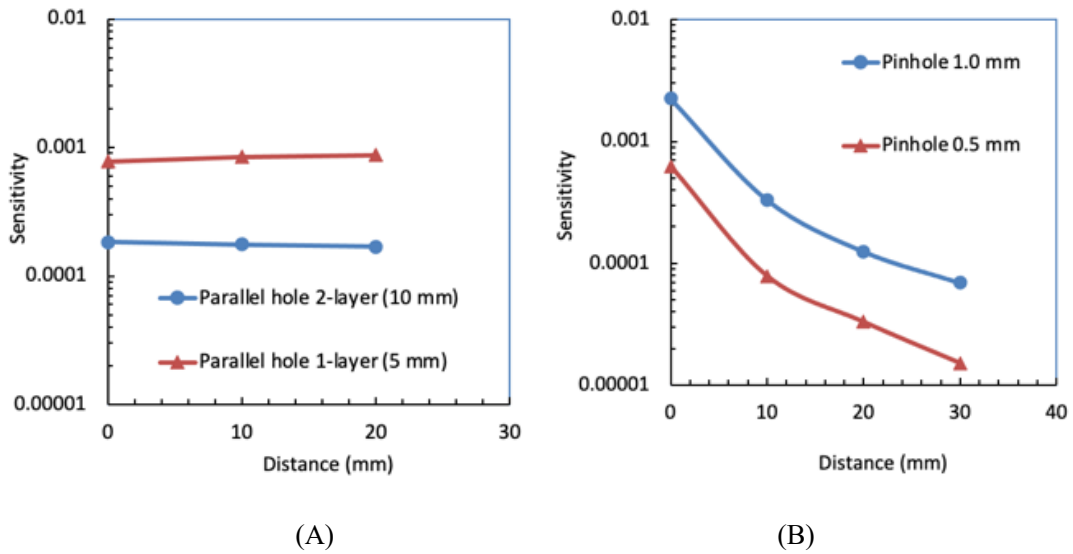 0.01
0.001
0.0001
0.00001
Sensitivity
Parallel hole 2-layer (10 mm)
Parallel hole 1-layer (5 mm)
0
10
20
30
Distance (mm)
(A)
0.01
0.001
0.0001
0.00001
Sensitivity
Pinhole 1.0 mm
Pinhole 0.5 mm
0
10
20
30
40
Distance (mm)
(B)